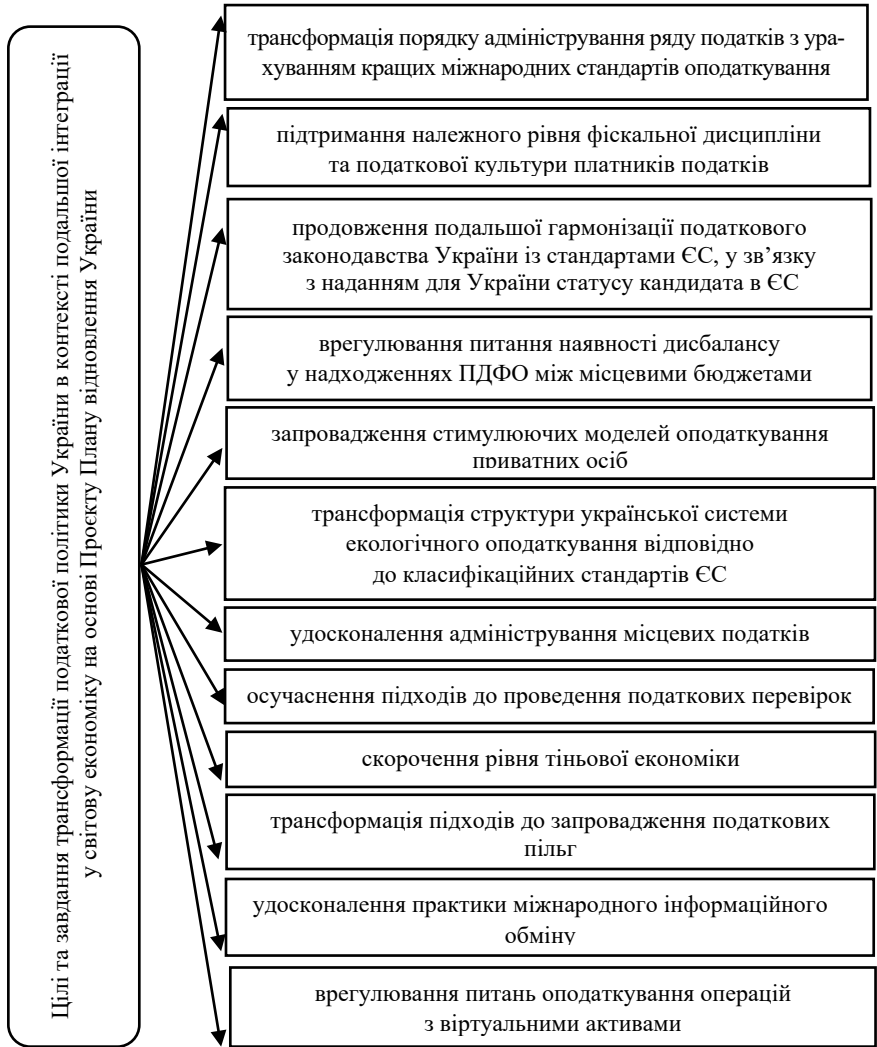 Цілі та завдання трансформації податкової політики України в контексті подальшої інтеграції
у світову економіку на основі Проєкту Плану відновлення України
трансформація порядку адміністрування ряду податків з ура-
хуванням кращих міжнародних стандартів оподаткування
підтримання належного рівня фіскальної дисципліни
та податкової культури платників податків
продовження подальшої гармонізації податкового
законодавства України із стандартами ЄС, у зв’язку
з наданням для України статусу кандидата в ЄС
врегулювання питання наявності дисбалансу
у надходженнях ПДФО між місцевими бюджетами
запровадження стимулюючих моделей оподаткування
приватних осіб
трансформація структури української системи
екологічного оподаткування відповідно
до класифікаційних стандартів ЄС
удосконалення адміністрування місцевих податків
осучаснення підходів до проведення податкових перевірок
скорочення рівня тіньової економіки
трансформація підходів до запровадження податкових
пільг
удосконалення практики міжнародного інформаційного
обміну
врегулювання питань оподаткування операцій
з віртуальними активами